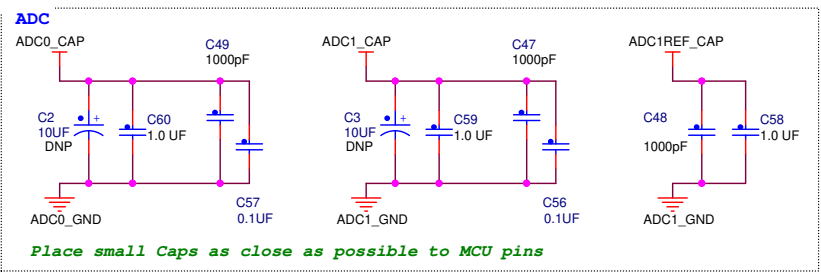 ADC
ADC0_CAP
C49
1000pF
C2
10UF
DNP
+
C60
1.0 UF
C57
0.1UF
ADC0_GND
ADC1_CAP
C47
1000pF
C3
10UF
DNP
+
C59
1.0 UF
C56
0.1UF
ADC1_GND
ADC1REF_CAP
C48
1000pF
C58
1.0 UF
ADC1_GND
Place small Caps as close as possible to MCU pins